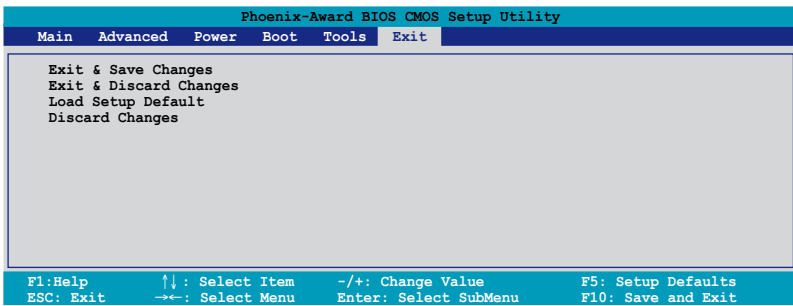 Phoenix-Award BIOS CMOS Setup Utility
Main Advanced Power Boot Tools Exit
Exit & Save Changes
Exit & Discard Changes
Load Setup Default
Discard Changes
F1:Help ↑↓: Select Item -/+: Change Value F5: Setup Defaults
ESC: Exit →←: Select Menu Enter: Select SubMenu F10: Save and Exit